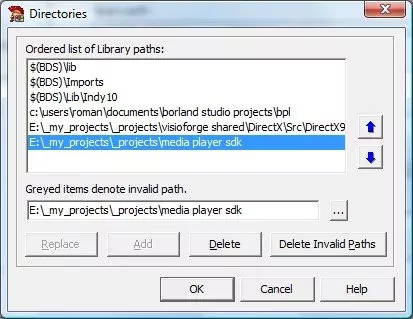 Directories
Ordered list of Library paths:
$(BDS)\lib
$(BDS)\Imports
$(BDS)\Lib\Indy10
c:\users\roman\documents\borland studio projects\bpl
E:\_my_projects\_projects\visioforge shared\DirectX\Src\DirectX9
E:\_my_projects\_projects\media player sdk
Greyed items denote invalid path.
E:\_my_projects\_projects\media player sdk
...
Replace
Add
Delete
Delete Invalid Paths
OK
Cancel
Help